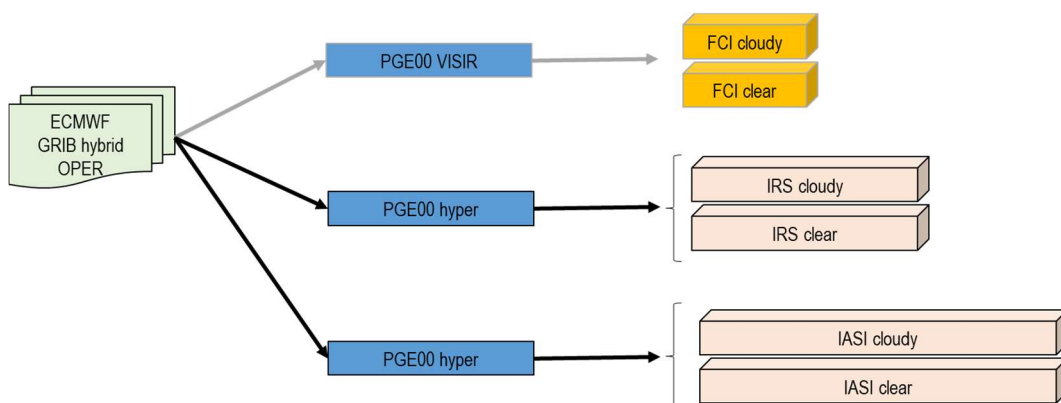 ECMWF
GRIB hybrid
OPER
PGE00 VISIR
FCI cloudy
FCI clear
PGE00 hyper
IRS cloudy
IRS clear
PGE00 hyper
IASI cloudy
IASI clear